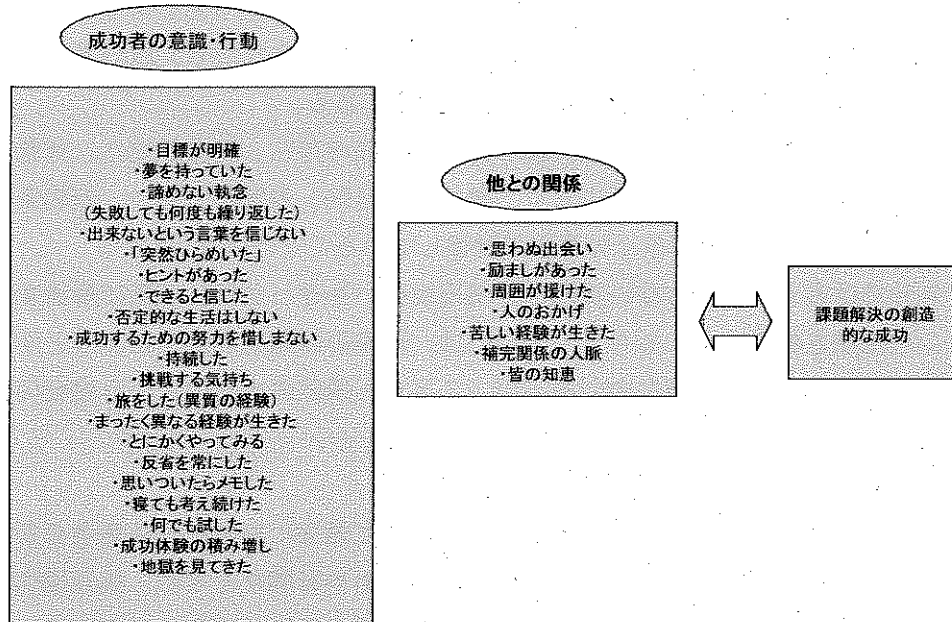 成功者の意識・行動
・目標が明確
・夢を持っていた
・諦めない執念
(失敗しても何度も繰り返した)
・出来ないという言葉を信じない
・「突然ひらめいた」
・ヒントがあった
・できると信じた
・否定的な生活はしない
・成功するための努力を惜しまない
・持続した
・挑戦する気持ち
・旅をした(異質の経験)
・まったく異なる経験が生きた
・とにかくやってみる
・反省を常にした
・思いついたらメモした
・寝ても考え続けた
・何でも試した
・成功体験の積み増し
・地獄を見てきた
他との関係
・思わぬ出会い
・励ましがあった
・周囲が援けた
・人のおかげ
・苦しい経験が生きた
・補完関係の人脈
・皆の知恵
課題解決の創造
的な成功